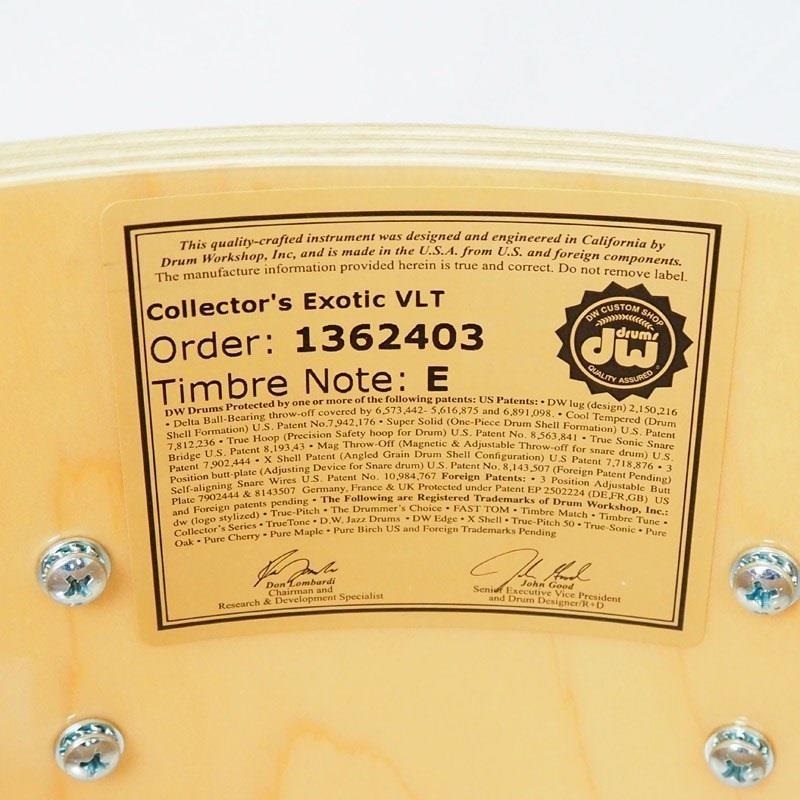 This quality-crafted instrument was designed and engineered in California by
Drum Workshop, Inc, and is made in the U.S.A. from U.S. and foreign components.
The manufacture information provided herein is true and correct. Do not remove label.
Collector's Exotic VLT
Order: 1362403
Timbre Note: E
DW CUSTOM SHOP
drums
dw
QUALITY ASSURED
DW Drums Protected by one or more of the following patents: US Patents: • DW lug (design) 2,150,216
• Delta Ball-Bearing throw-off covered by 6,573,442- 5,616,875 and 6,891,098. • Cool Tempered (Drum
Shell Formation) U.S. Patent No.7,942,176 • Super Solid (One-Piece Drum Shell Formation) U.S. Patent
7,812,236 • True Hoop (Precision Safety hoop for Drum) U.S. Patent No. 8,563,841 • True Sonic Snare
Bridge U.S. Patent 8,193,43 • Mag Throw-Off (Magnetic & Adjustable Throw-off for snare drum) U.S.
Patent 7,902,444 • X Shell Patent (Angled Grain Drum Shell Configuration) U.S Patent 7,718,876 • 3
Position butt-plate (Adjusting Device for Snare drum) U.S. Patent No. 8,143,507 (Foreign Patent Pending)
Self-aligning Snare Wires U.S. Patent No. 10,984,767 Foreign Patents: • 3 Position Adjustable Butt
Plate 7902444 & 8143507 Germany, France & UK Protected under Patent EP 2502224 (DE,FR,GB) US
and Foreign patents pending • The Following are Registered Trademarks of Drum Workshop, Inc.:
dw (logo stylized) • True-Pitch • The Drummer's Choice • FAST TOM • Timbre Match • Timbre Tune •
Collector's Series • TrueTone • D.W. Jazz Drums • DW Edge • X Shell • True-Pitch 50 • True-Sonic • Pure
Oak • Pure Cherry • Pure Maple • Pure Birch US and Foreign Trademarks Pending
Don Lombardi
Chairman and
Research & Development Specialist
John Good
Senior Executive Vice President
and Drum Designer/R+D